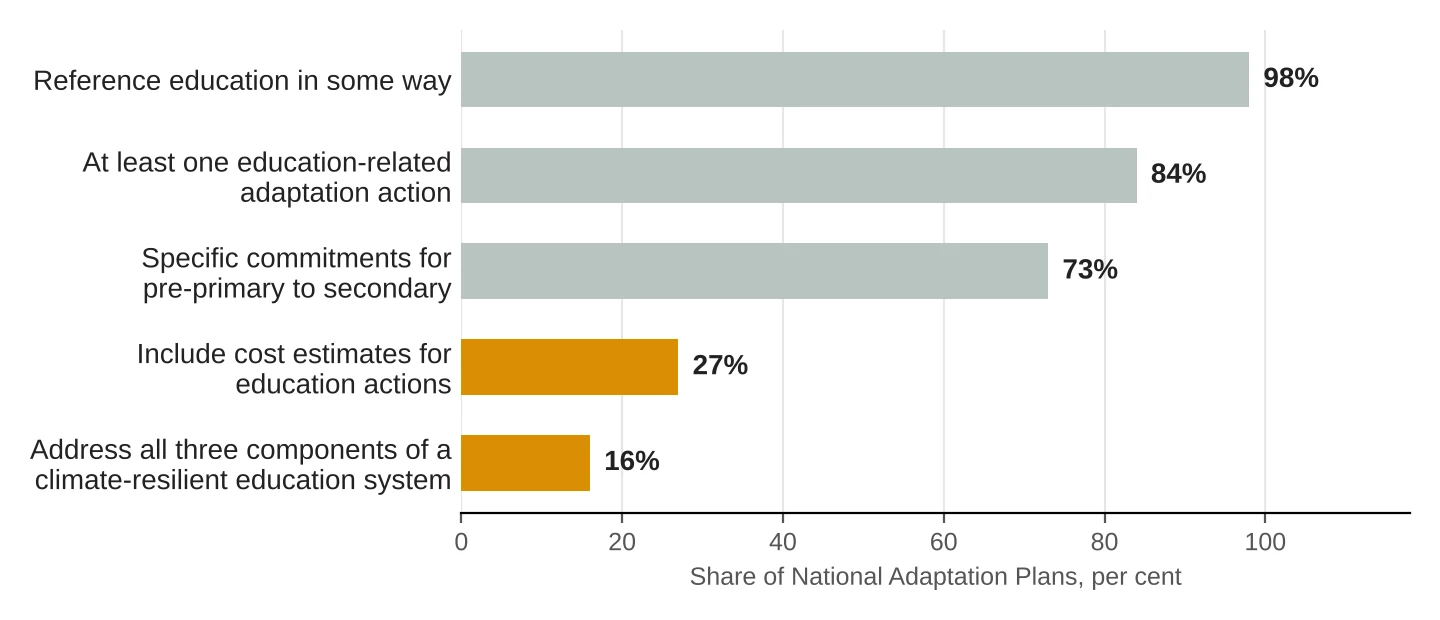 Reference education in some way
98%
At least one education-related
adaptation action
84%
Specific commitments for
pre-primary to secondary
73%
Include cost estimates for
education actions
27%
Address all three components of a
climate-resilient education system
16%
0 20 40 60 80 100
Share of National Adaptation Plans, per cent